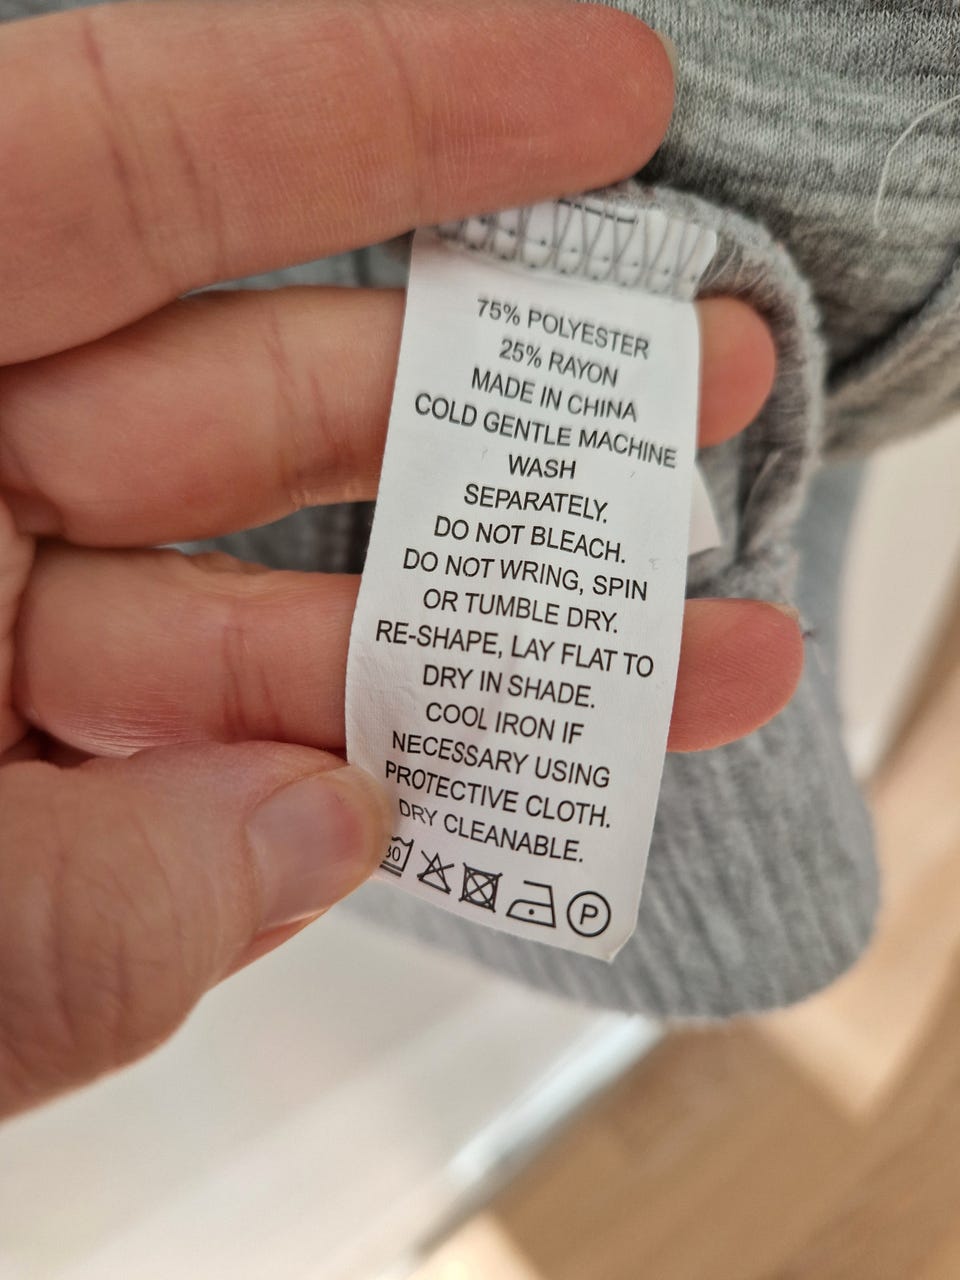 75% POLYESTER
25% RAYON
MADE IN CHINA
COLD GENTLE MACHINE
WASH
SEPARATELY.
DO NOT BLEACH.
DO NOT WRING, SPIN
OR TUMBLE DRY.
RE-SHAPE, LAY FLAT TO
DRY IN SHADE.
COOL IRON IF
NECESSARY USING
PROTECTIVE CLOTH.
DRY CLEANABLE.
30 P